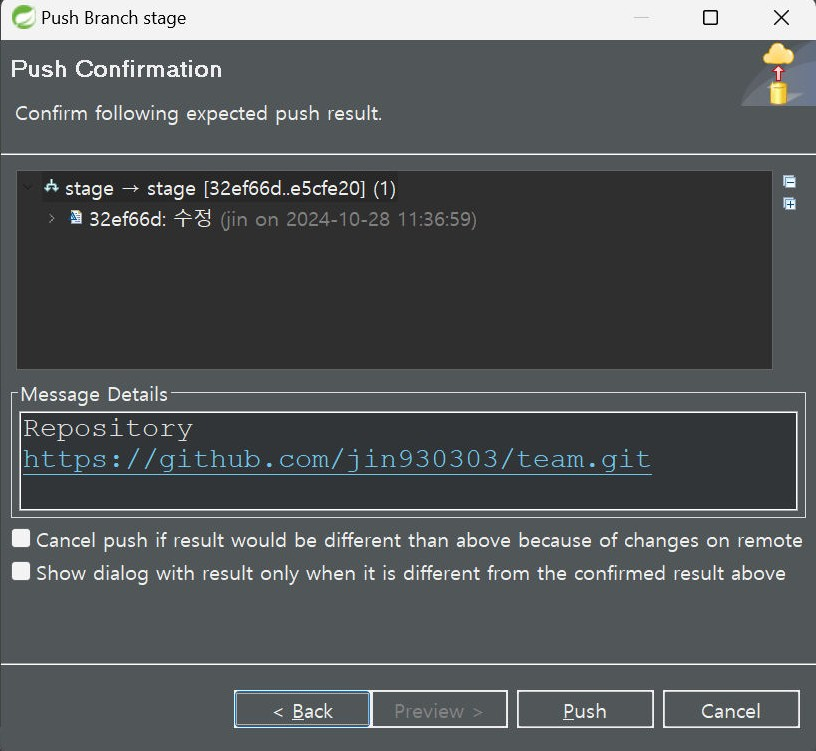 Push Branch stage
Push Confirmation
Confirm following expected push result.
stage → stage [32ef66d..e5cfe20] (1)
32ef66d: 수정 (jin on 2024-10-28 11:36:59)
Message Details
Repository
https://github.com/jin930303/team.git
Cancel push if result would be different than above because of changes on remote
Show dialog with result only when it is different from the confirmed result above
< Back
Preview >
Push
Cancel